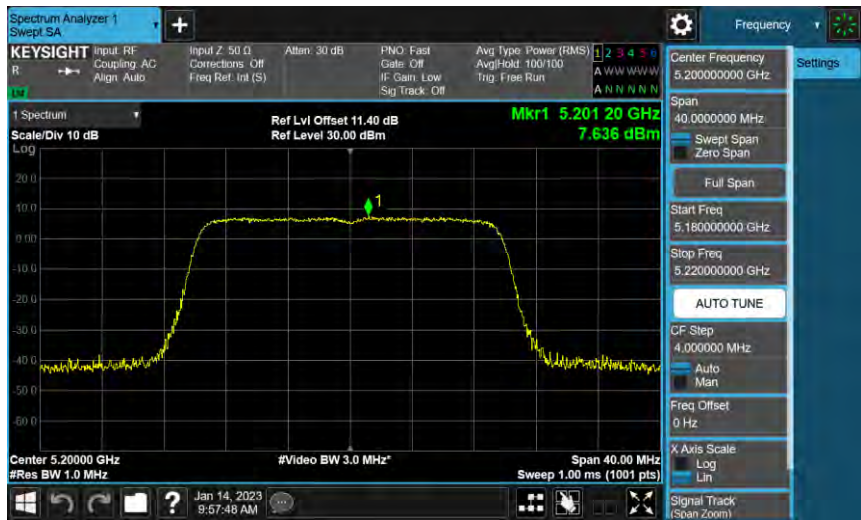 Spectrum Analyzer 1
Swept SA
+
Frequency
KEYSIGHT
R
Input: RF
Coupling: AC
Align: Auto
Input Z: 50 Ω
Corrections: Off
Freq Ref: Int (S)
Atten: 30 dB
PNO: Fast
Gate: Off
IF Gain: Low
Sig Track: Off
Avg Type: Power (RMS)
Avg|Hold: 100/100
Trig: Free Run
1 2 3 4 5 6
A W W W W W
A N N N N N
1 Spectrum
Scale/Div 10 dB
Log
Ref Lvl Offset 11.40 dB
Ref Level 30.00 dBm
Mkr1 5.201 20 GHz
7.636 dBm
1
20.0
10.0
0.00
-10.0
-20.0
-30.0
-40.0
-50.0
-60.0
Center 5.20000 GHz
#Res BW 1.0 MHz
#Video BW 3.0 MHz*
Span 40.00 MHz
Sweep 1.00 ms (1001 pts)
?
Jan 14, 2023
9:57:48 AM
Settings
Center Frequency
5.200000000 GHz
Span
40.0000000 MHz
Swept Span
Zero Span
Full Span
Start Freq
5.180000000 GHz
Stop Freq
5.220000000 GHz
AUTO TUNE
CF Step
4.000000 MHz
Auto
Man
Freq Offset
0 Hz
X Axis Scale
Log
Lin
Signal Track
(Span Zoom)